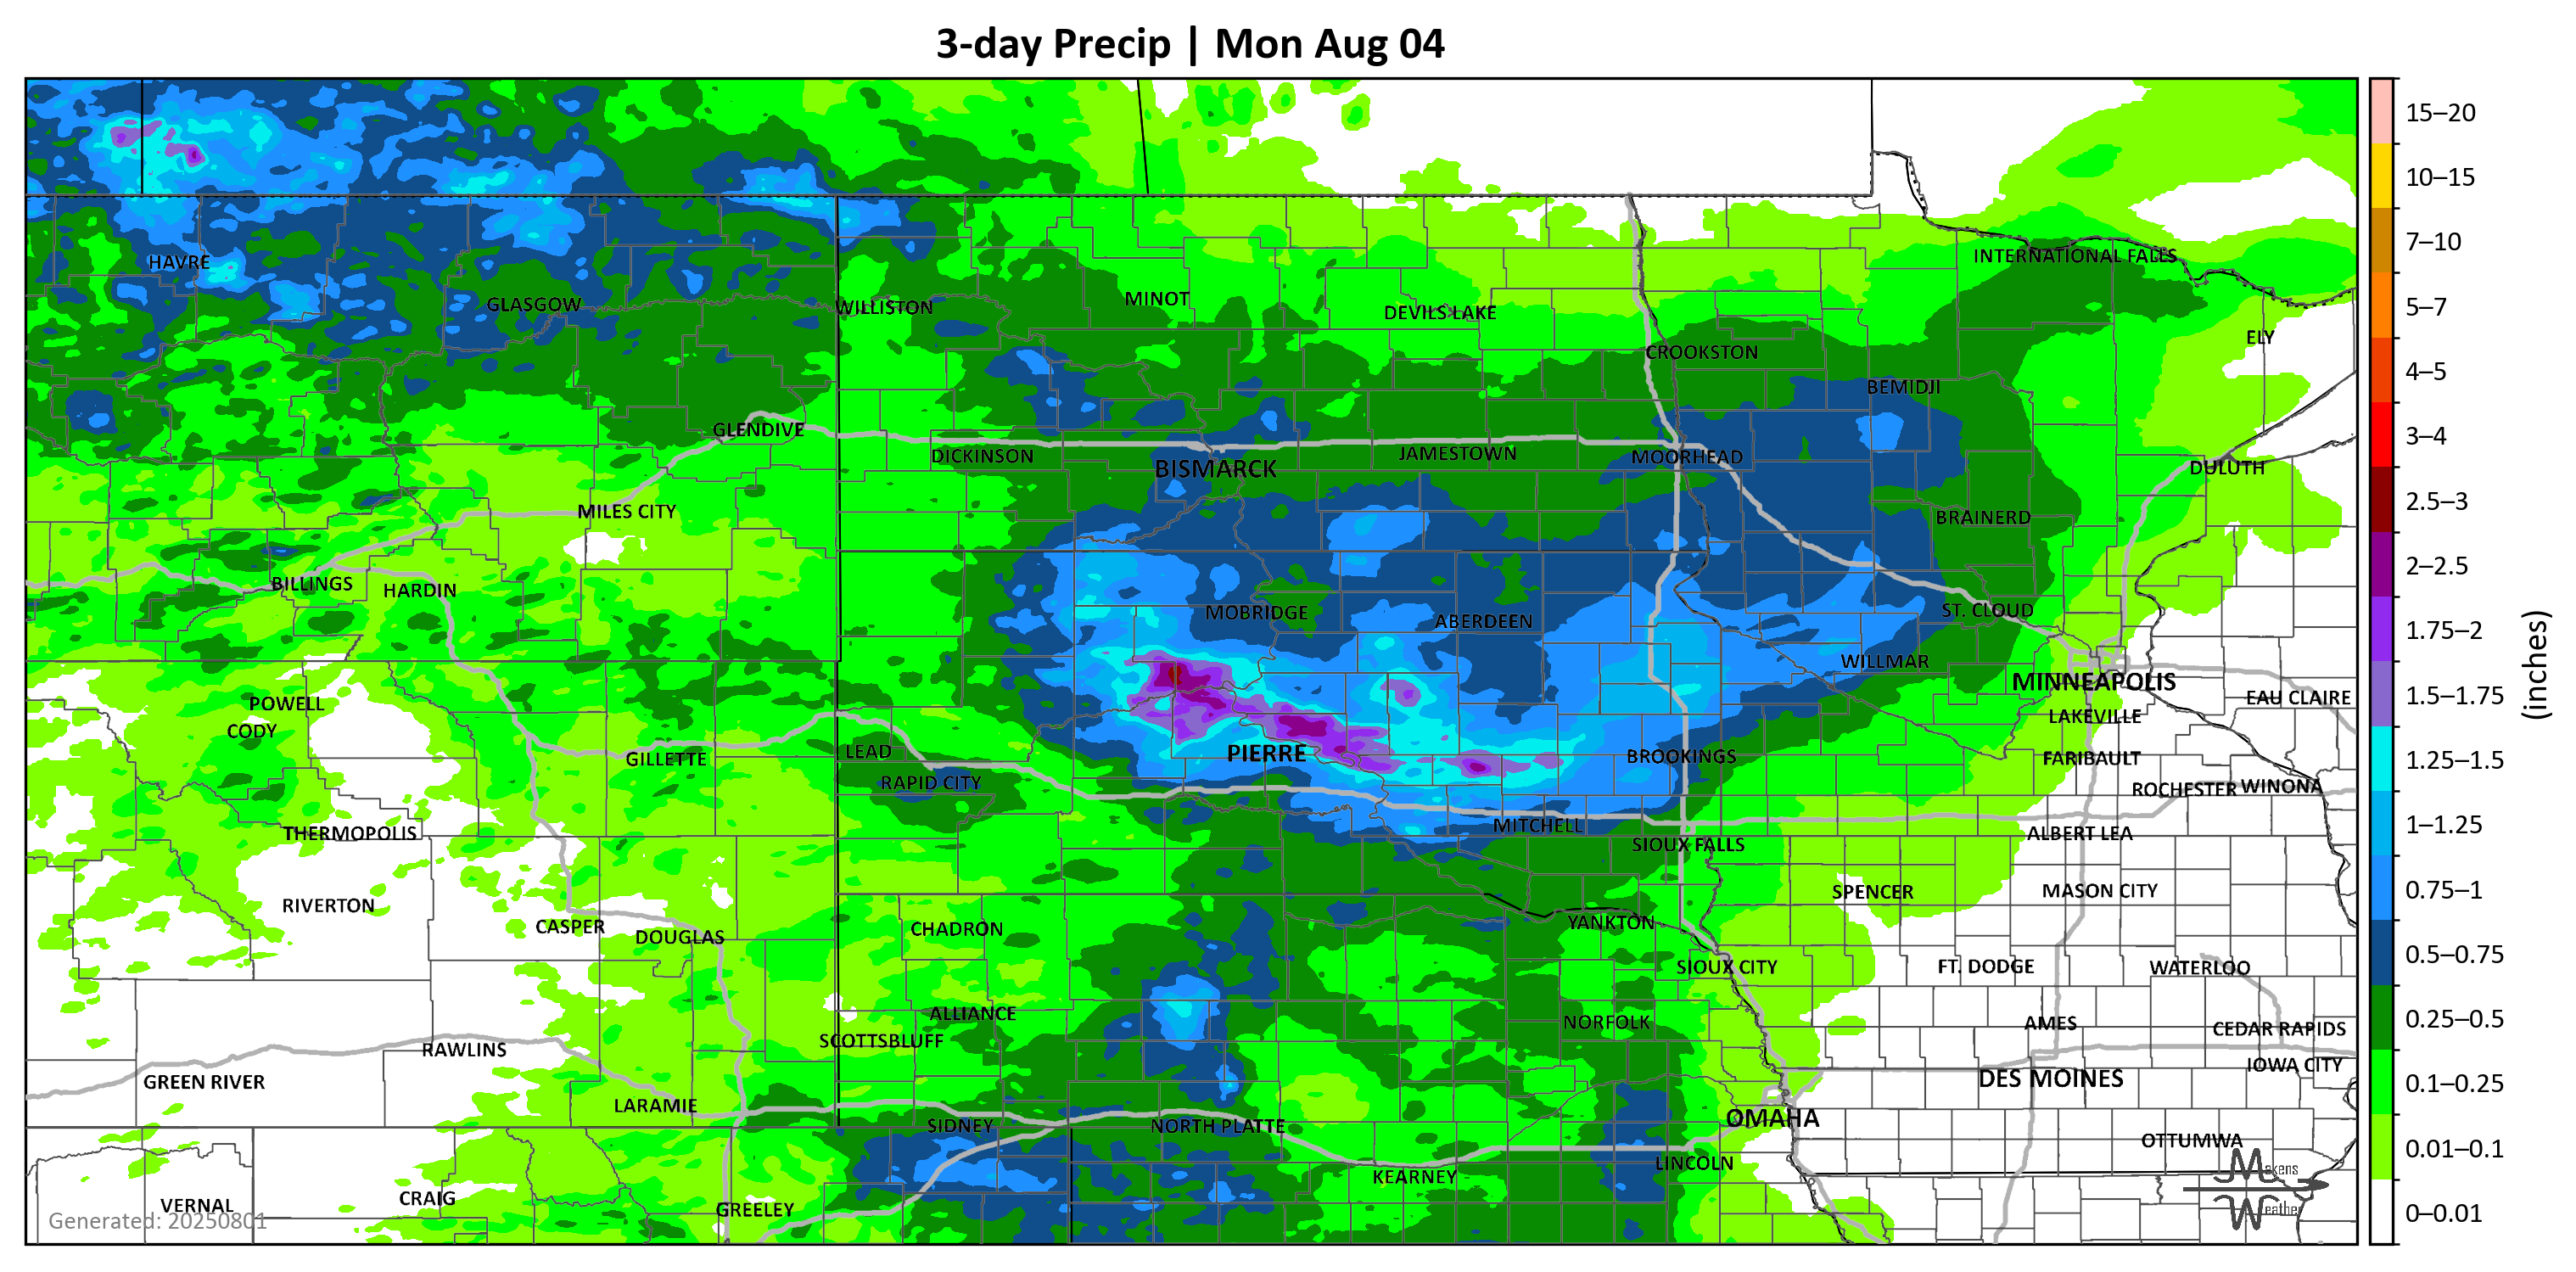 3-day Precip | Mon Aug 04
15–20
10–15
7–10
5–7
4–5
3–4
2.5–3
2–2.5
1.75–2
1.5–1.75
1.25–1.5
1–1.25
0.75–1
0.5–0.75
0.25–0.5
0.1–0.25
0.01–0.1
0–0.01
(inches)
INTERNATIONAL FALLS
HAVRE
GLASGOW
WILLISTON
MINOT
DEVILS LAKE
ELY
CROOKSTON
BEMIDJI
GLENDIVE
DICKINSON
BISMARCK
JAMESTOWN
MOORHEAD
DULUTH
MILES CITY
BRAINERD
BILLINGS
HARDIN
MOBRIDGE
ABERDEEN
ST. CLOUD
WILLMAR
MINNEAPOLIS
EAU CLAIRE
POWELL
CODY
LAKEVILLE
GILLETTE
LEAD
PIERRE
BROOKINGS
FARIBAULT
RAPID CITY
ROCHESTER
WINONA
THERMOPOLIS
MITCHELL
ALBERT LEA
SIOUX FALLS
RIVERTON
SPENCER
MASON CITY
CASPER
DOUGLAS
CHADRON
YANKTON
SIOUX CITY
FT. DODGE
WATERLOO
ALLIANCE
NORFOLK
AMES
CEDAR RAPIDS
SCOTTSBLUFF
RAWLINS
IOWA CITY
GREEN RIVER
DES MOINES
LARAMIE
SIDNEY
NORTH PLATTE
OMAHA
OTTUMWA
LINCOLN
KEARNEY
VERNAL
CRAIG
GREELEY
Makens
Weather
Generated: 20250801